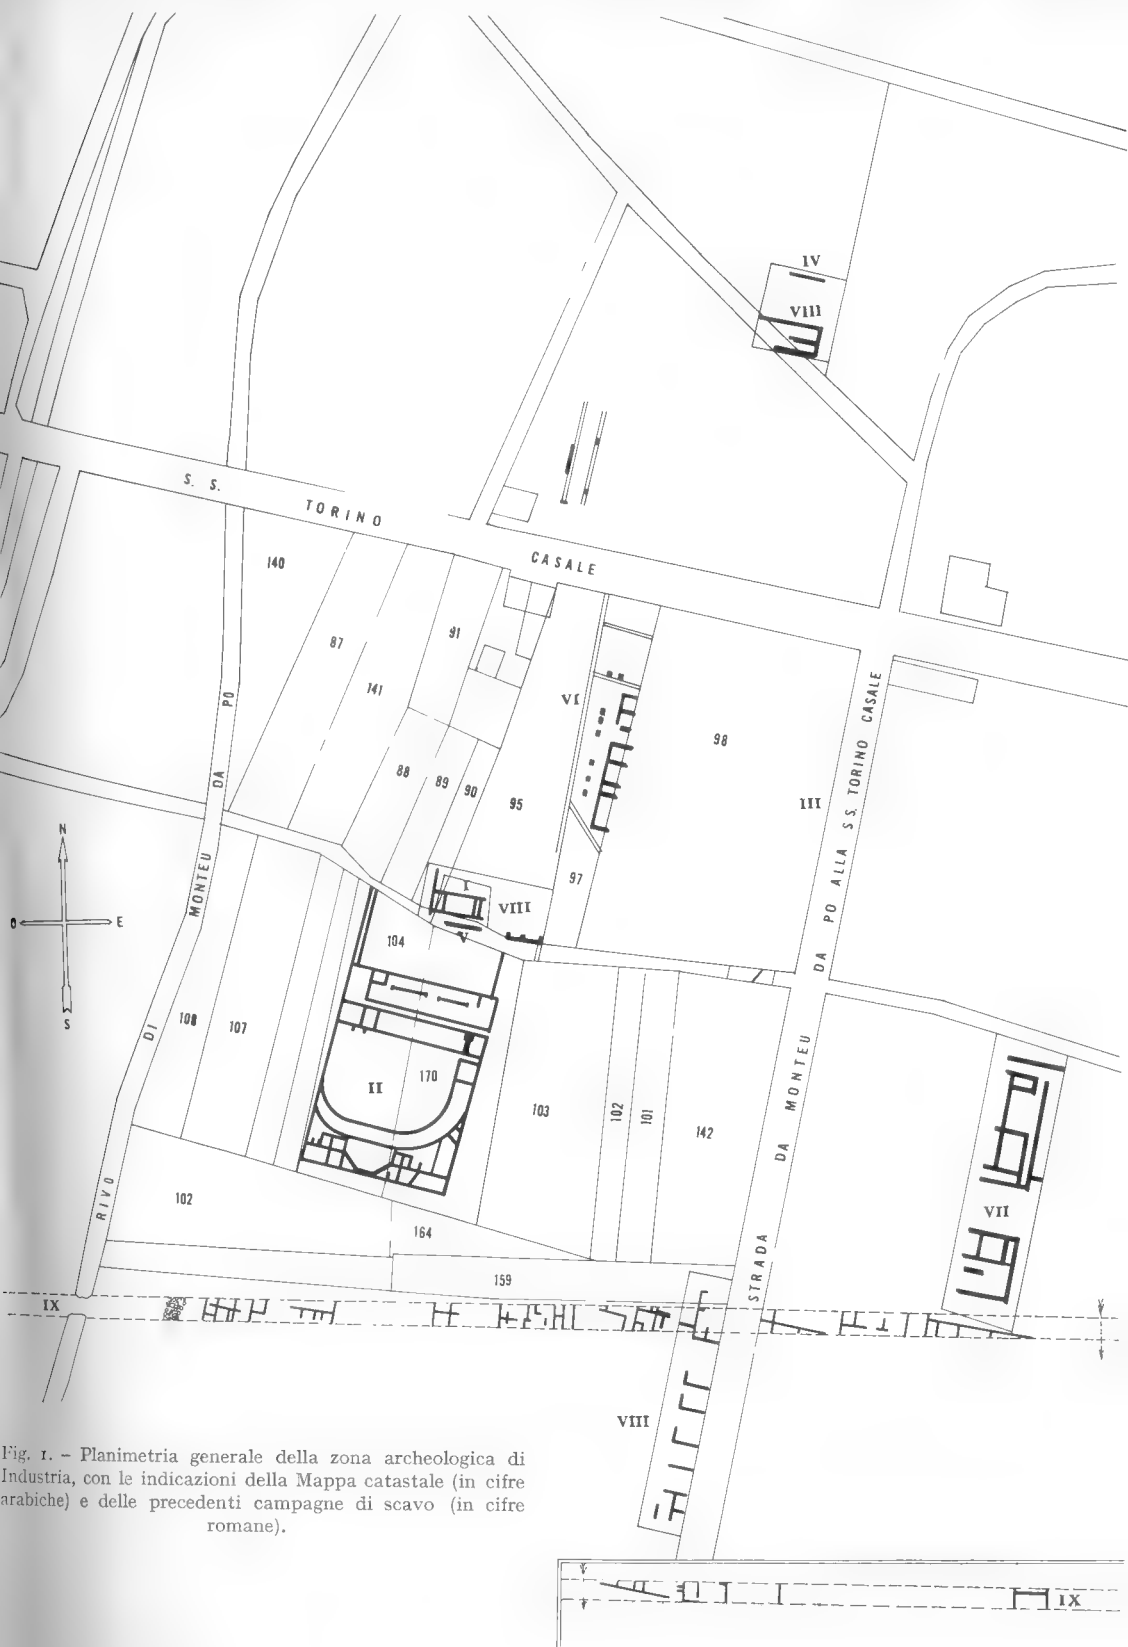 IV
VIII
S. S. TORINO CASALE
140
87
91
141
VI
98
88
89
90
95
III
I
VIII
97
V
104
N
O E
S
108
107
II
170
103
102
101
142
VII
102
164
159
IX
VIII
RIVO DI MONTEU DA PO
STRADA DA MONTEU DA PO ALLA S S. TORINO CASALE
Fig. 1. – Planimetria generale della zona archeologica di
Industria, con le indicazioni della Mappa catastale (in cifre
arabiche) e delle precedenti campagne di scavo (in cifre
romane).
IX